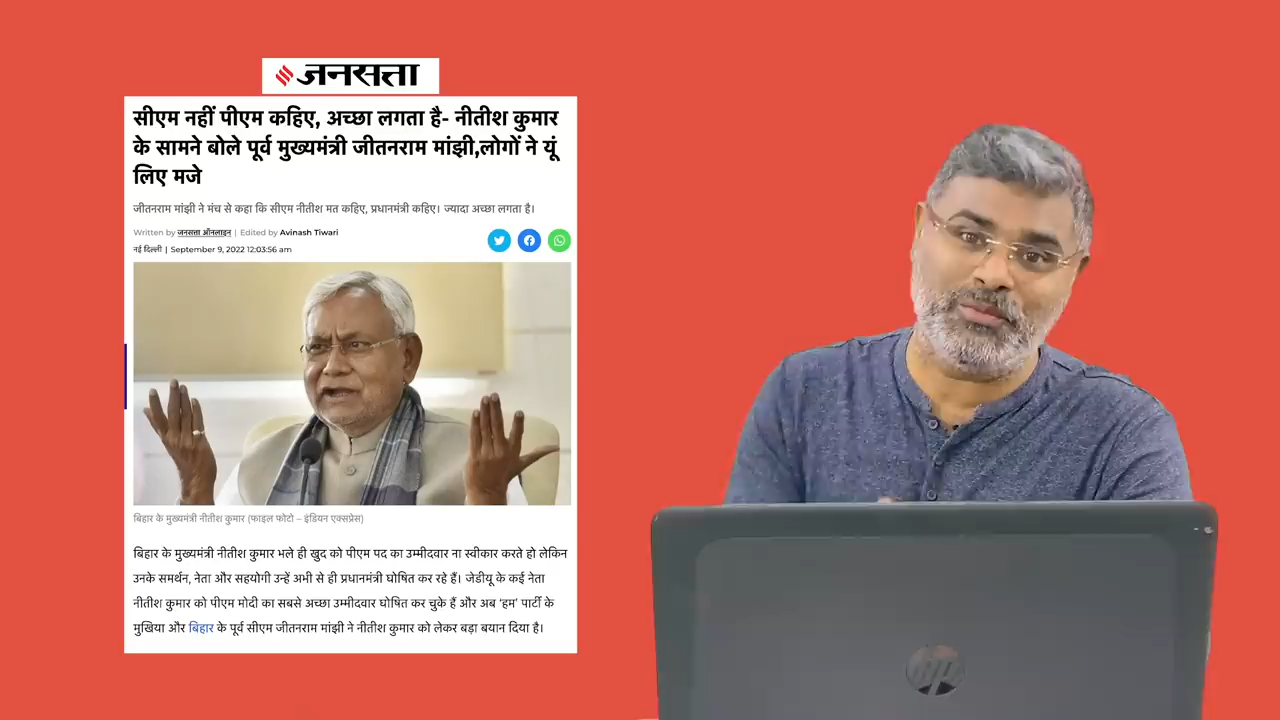 जनसत्ता
सीएम नहीं पीएम कहिए, अच्छा लगता है- नीतीश कुमार
के सामने बोले पूर्व मुख्यमंत्री जीतनराम मांझी,लोगों ने यूं
लिए मजे
जीतनराम मांझी ने मंच से कहा कि सीएम नीतीश मत कहिए, प्रधानमंत्री कहिए। ज्यादा अच्छा लगता है।
Written by जनसत्ता ऑनलाइन | Edited by Avinash Tiwari
नई दिल्ली | September 9, 2022 12:03:56 am
बिहार के मुख्यमंत्री नीतीश कुमार (फाइल फोटो – इंडियन एक्सप्रेस)
बिहार के मुख्यमंत्री नीतीश कुमार भले ही खुद को पीएम पद का उम्मीदवार ना स्वीकार करते हो लेकिन
उनके समर्थन, नेता और सहयोगी उन्हें अभी से ही प्रधानमंत्री घोषित कर रहे हैं। जेडीयू के कई नेता
नीतीश कुमार को पीएम मोदी का सबसे अच्छा उम्मीदवार घोषित कर चुके हैं और अब ‘हम’ पार्टी के
मुखिया और बिहार के पूर्व सीएम जीतनराम मांझी ने नीतीश कुमार को लेकर बड़ा बयान दिया है।
hp